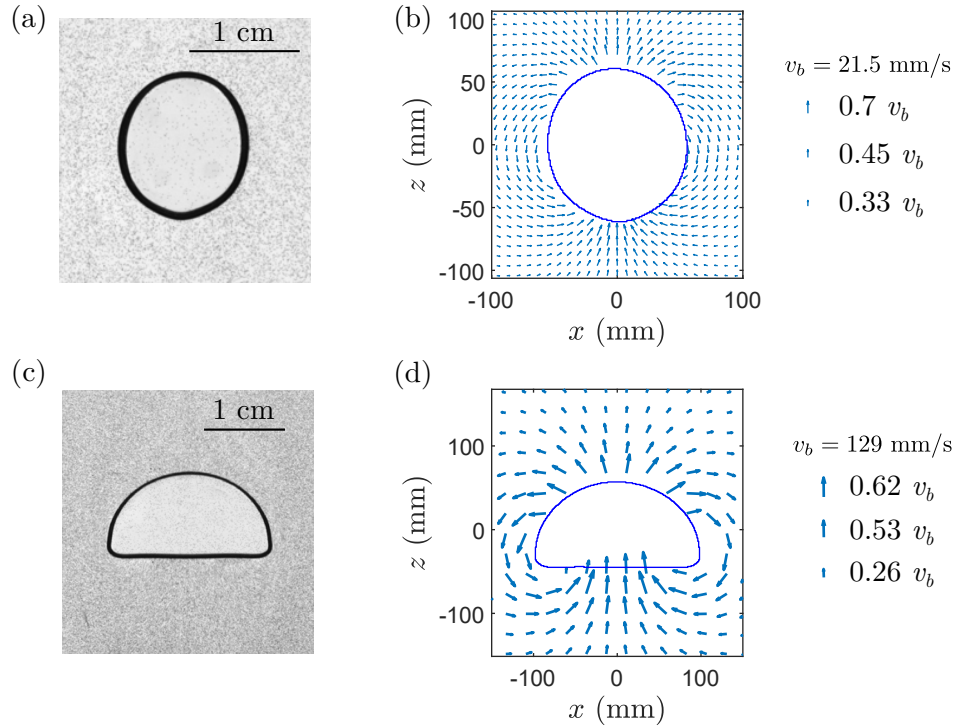 (a)
1 cm
(b)
100
50
0
-50
-100
z (mm)
-100 0 100
x (mm)
v_b = 21.5 mm/s
0.7 v_b
0.45 v_b
0.33 v_b
(c)
1 cm
(d)
100
0
-100
z (mm)
-100 0 100
x (mm)
v_b = 129 mm/s
0.62 v_b
0.53 v_b
0.26 v_b